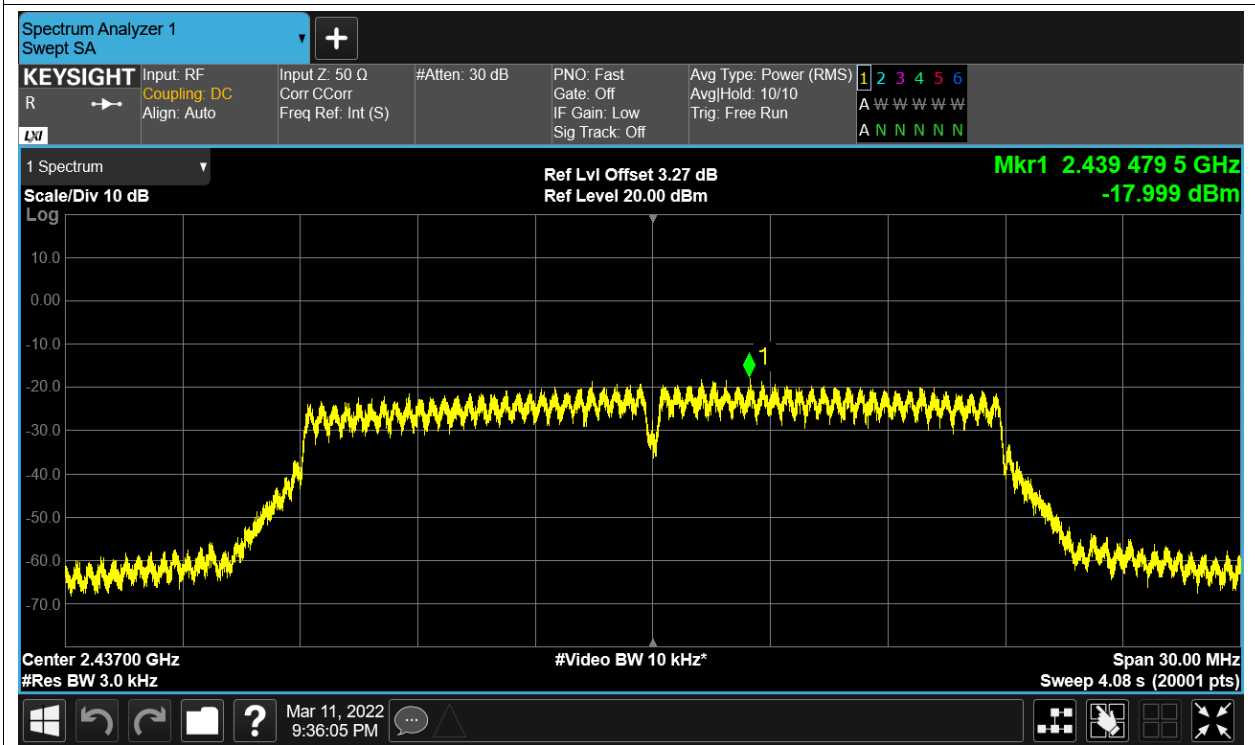 Spectrum Analyzer 1
Swept SA
KEYSIGHT
R
LXI
Input: RF
Coupling: DC
Align: Auto
Input Z: 50 Ω
Corr CCorr
Freq Ref: Int (S)
#Atten: 30 dB
PNO: Fast
Gate: Off
IF Gain: Low
Sig Track: Off
Avg Type: Power (RMS)
Avg|Hold: 10/10
Trig: Free Run
1 2 3 4 5 6
A W W W W W
A N N N N N
1 Spectrum
Scale/Div 10 dB
Log
Ref Lvl Offset 3.27 dB
Ref Level 20.00 dBm
Mkr1 2.439 479 5 GHz
-17.999 dBm
10.0
0.00
-10.0
1
-20.0
-30.0
-40.0
-50.0
-60.0
-70.0
Center 2.43700 GHz
#Res BW 3.0 kHz
#Video BW 10 kHz*
Span 30.00 MHz
Sweep 4.08 s (20001 pts)
?
Mar 11, 2022
9:36:05 PM